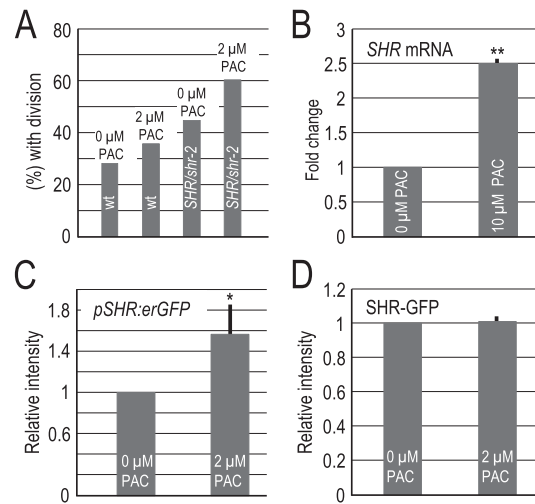 A
80
60
40
20
0
(%) with division
0 µM
PAC
2 µM
PAC
0 µM
PAC
2 µM
PAC
wt
wt
SHR/shr-2
SHR/shr-2
B
3
2.5
2
1.5
1
0.5
0
Fold change
SHR mRNA
**
0 µM PAC
10 µM PAC
C
1.8
1.4
1
0.6
0
Relative intensity
pSHR:erGFP
*
0 µM
PAC
2 µM
PAC
D
1.2
1
0.8
0.6
0.4
0.2
0
Relative intensity
SHR-GFP
0 µM
PAC
2 µM
PAC